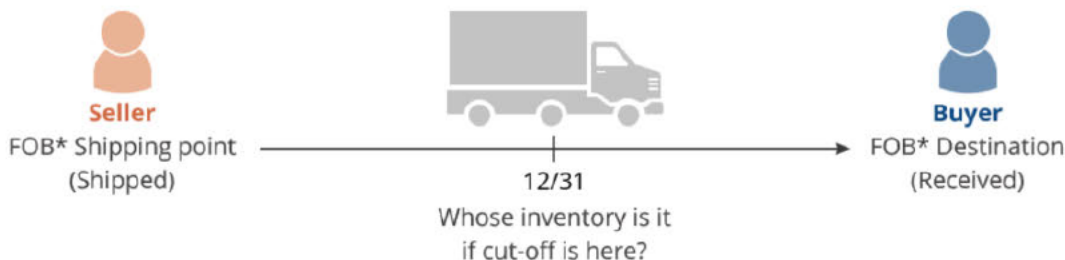 Seller
FOB* Shipping point
(Shipped)
12/31
Whose inventory is it
if cut-off is here?
Buyer
FOB* Destination
(Received)